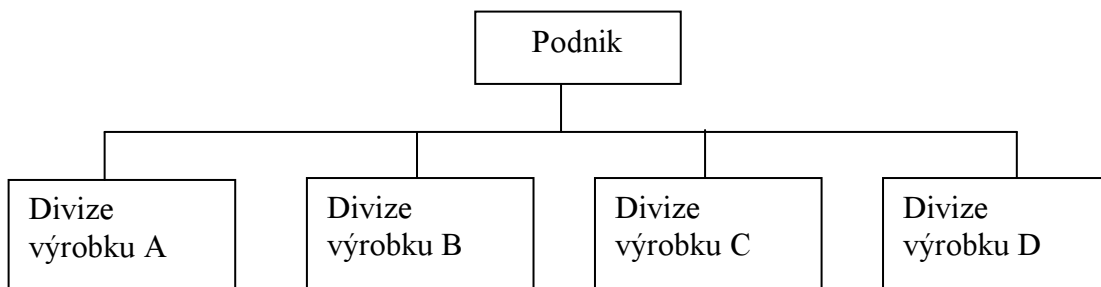 Podnik
Divize
výrobku A
Divize
výrobku B
Divize
výrobku C
Divize
výrobku D